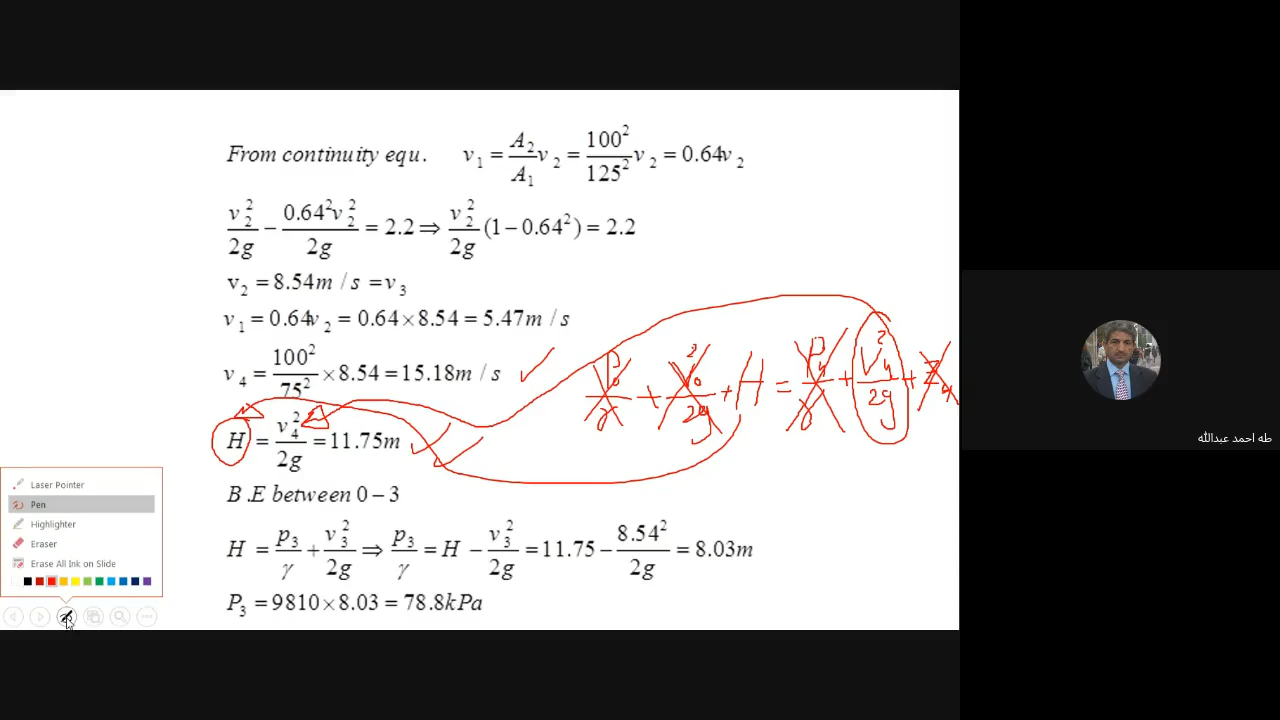 From continuity equ. v₁ = A₂/A₁ v₂ = 100²/125² v₂ = 0.64v₂
v₂²/2g − 0.64²v₂²/2g = 2.2 ⇒ v₂²/2g (1 − 0.64²) = 2.2
v₂ = 8.54m / s = v₃
v₁ = 0.64v₂ = 0.64 × 8.54 = 5.47m / s
v₄ = 100²/75² × 8.54 = 15.18m / s
P₀/γ + V₀²/2g + H = P₄/γ + V₄²/2g + Z₄
H = v₄²/2g = 11.75m
B.E between 0 − 3
H = p₃/γ + v₃²/2g ⇒ p₃/γ = H − v₃²/2g = 11.75 − 8.54²/2g = 8.03m
P₃ = 9810 × 8.03 = 78.8kPa
Laser Pointer
Pen
Highlighter
Eraser
Erase All Ink on Slide
طه احمد عبدالله